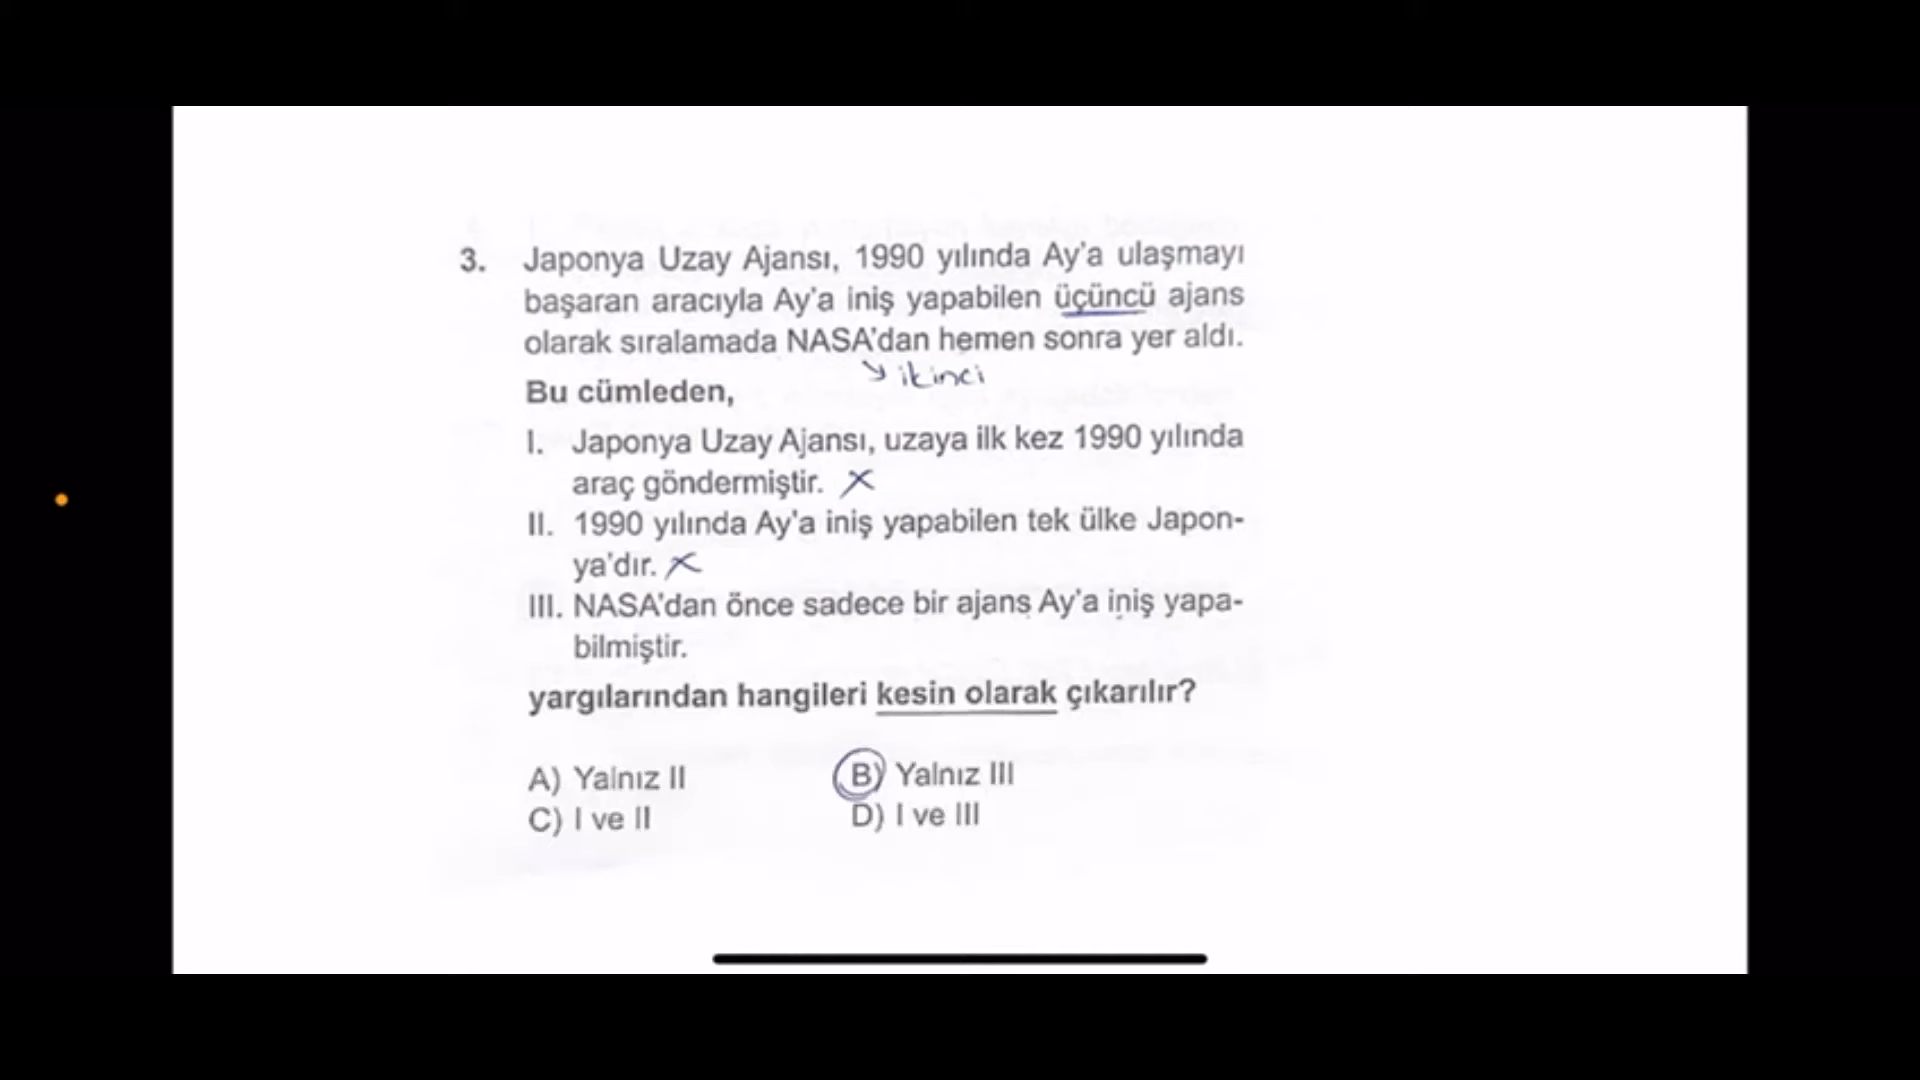 3. Japonya Uzay Ajansı, 1990 yılında Ay'a ulaşmayı
başaran aracıyla Ay'a iniş yapabilen üçüncü ajans
olarak sıralamada NASA'dan hemen sonra yer aldı.
ikinci
Bu cümleden,
I. Japonya Uzay Ajansı, uzaya ilk kez 1990 yılında
araç göndermiştir. X
II. 1990 yılında Ay'a iniş yapabilen tek ülke Japon-
ya'dır. X
III. NASA'dan önce sadece bir ajans Ay'a iniş yapa-
bilmiştir.
yargılarından hangileri kesin olarak çıkarılır?
A) Yalnız II B) Yalnız III
C) I ve II D) I ve III